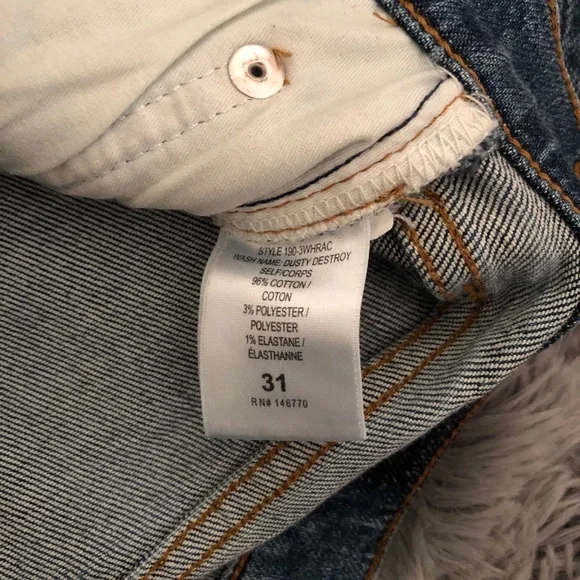 STYLE 190-3WHRAC
WASH NAME: DUSTY DESTROY
SELF/CORPS
96% COTTON /
COTON
3% POLYESTER /
POLYESTER
1% ELASTANE /
ÉLASTHANNE
31
RN# 146770